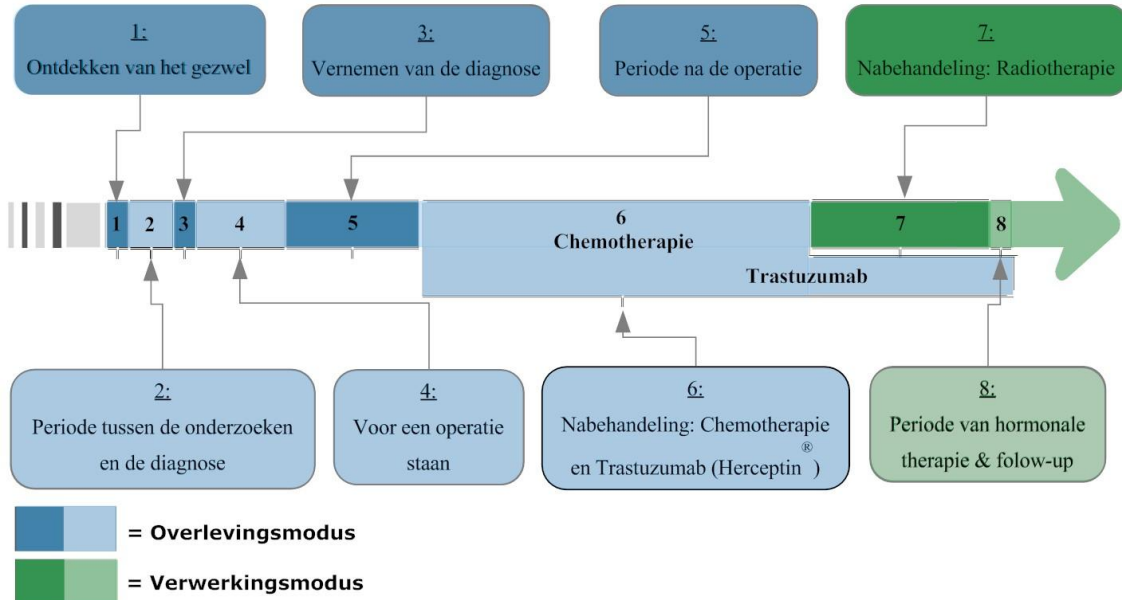 1:
Ontdekken van het gezwel
3:
Vernemen van de diagnose
5:
Periode na de operatie
7:
Nabehandeling: Radiotherapie
1
2
3
4
5
6
Chemotherapie
7
8
Trastuzumab
2:
Periode tussen de onderzoeken
en de diagnose
4:
Voor een operatie
staan
6:
Nabehandeling: Chemotherapie
en Trastuzumab (Herceptin®)
8:
Periode van hormonale
therapie & folow-up
= Overlevingsmodus
= Verwerkingsmodus